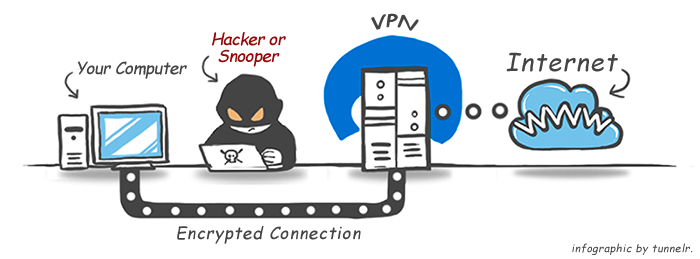 VPN
Hacker or
Snooper
Your Computer
Internet
Encrypted Connection
infographic by tunnelr.